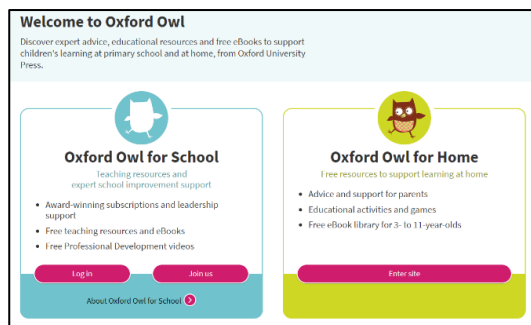 Welcome to Oxford Owl
Discover expert advice, educational resources and free eBooks to support
children's learning at primary school and at home, from Oxford University
Press.
Oxford Owl for School
Teaching resources and
expert school improvement support
• Award-winning subscriptions and leadership
support
• Free teaching resources and eBooks
• Free Professional Development videos
Log in
Join us
About Oxford Owl for School
Oxford Owl for Home
Free resources to support learning at home
• Advice and support for parents
• Educational activities and games
• Free eBook library for 3- to 11-year-olds
Enter site